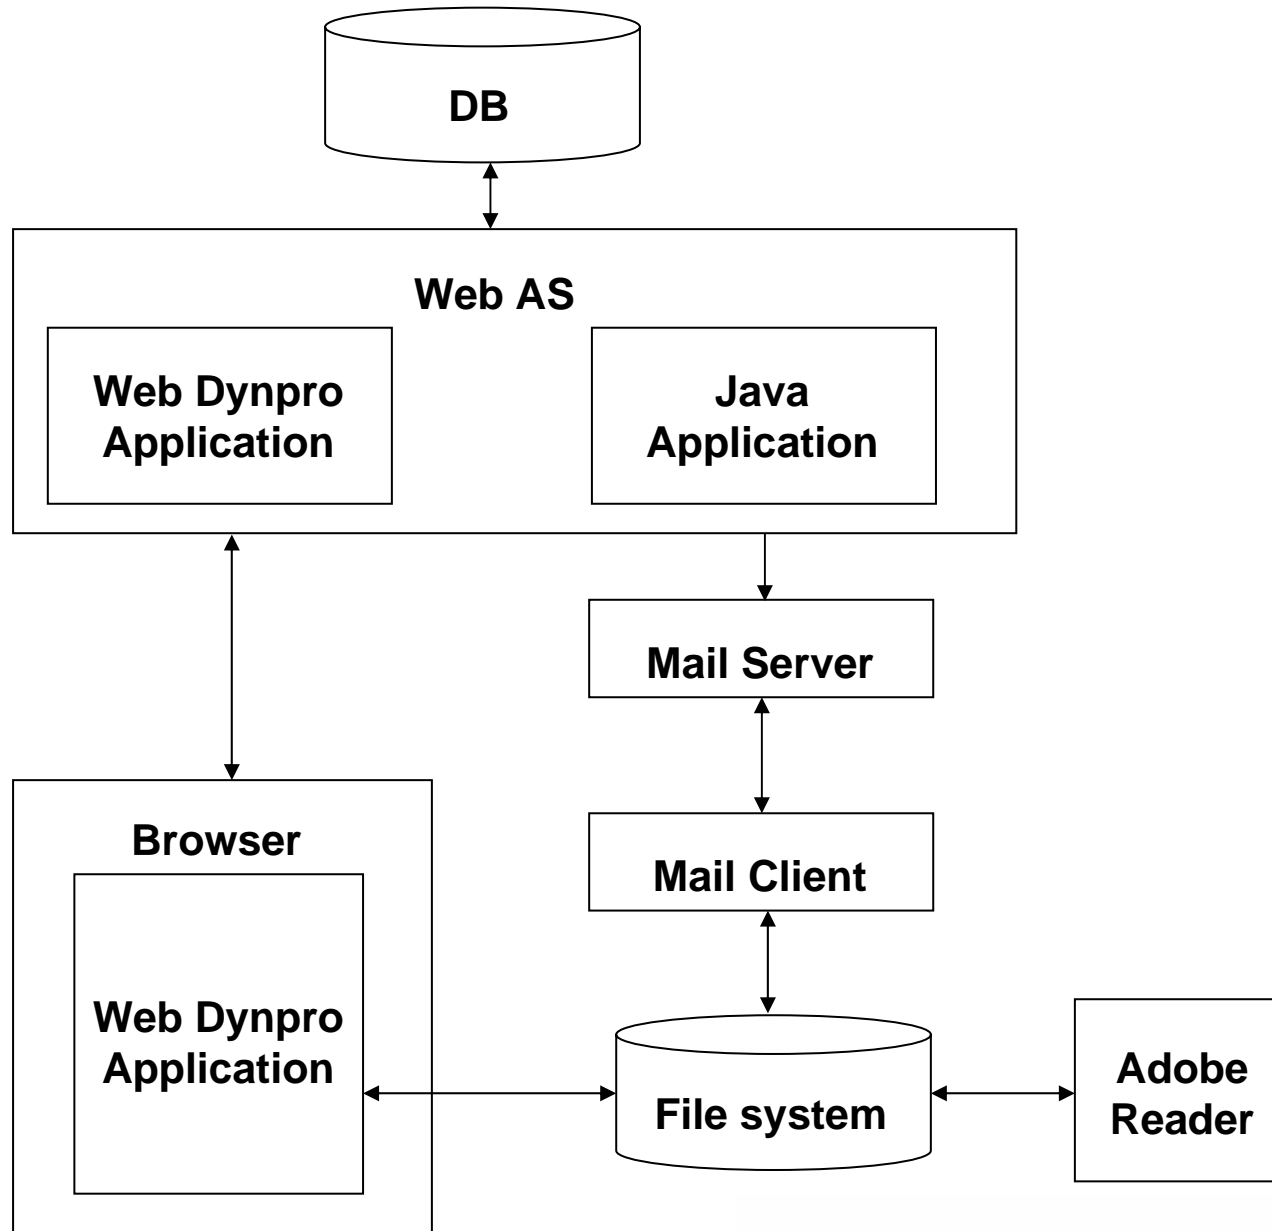 DB
Web AS
Web Dynpro
Application
Java
Application
Mail Server
Browser
Mail Client
Web Dynpro
Application
File system
Adobe
Reader